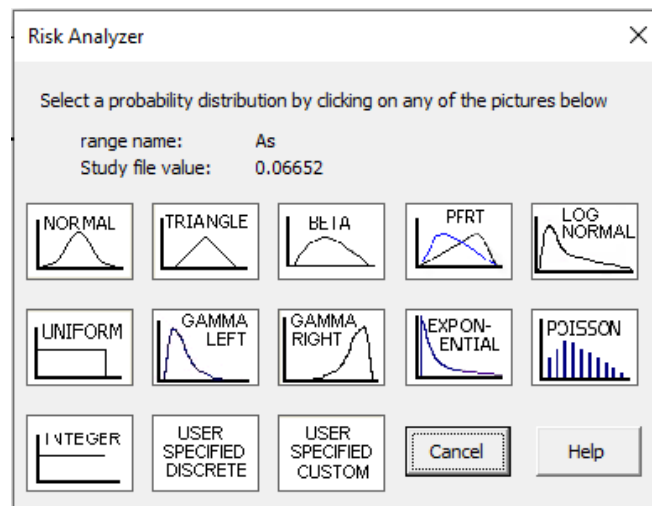 Risk Analyzer
Select a probability distribution by clicking on any of the pictures below
range name: As
Study file value: 0.06652
NORMAL
TRIANGLE
BETA
PERT
LOG
NORMAL
UNIFORM
GAMMA
LEFT
GAMMA
RIGHT
EXPON-
ENTIAL
POISSON
INTEGER
USER
SPECIFIED
DISCRETE
USER
SPECIFIED
CUSTOM
Cancel
Help